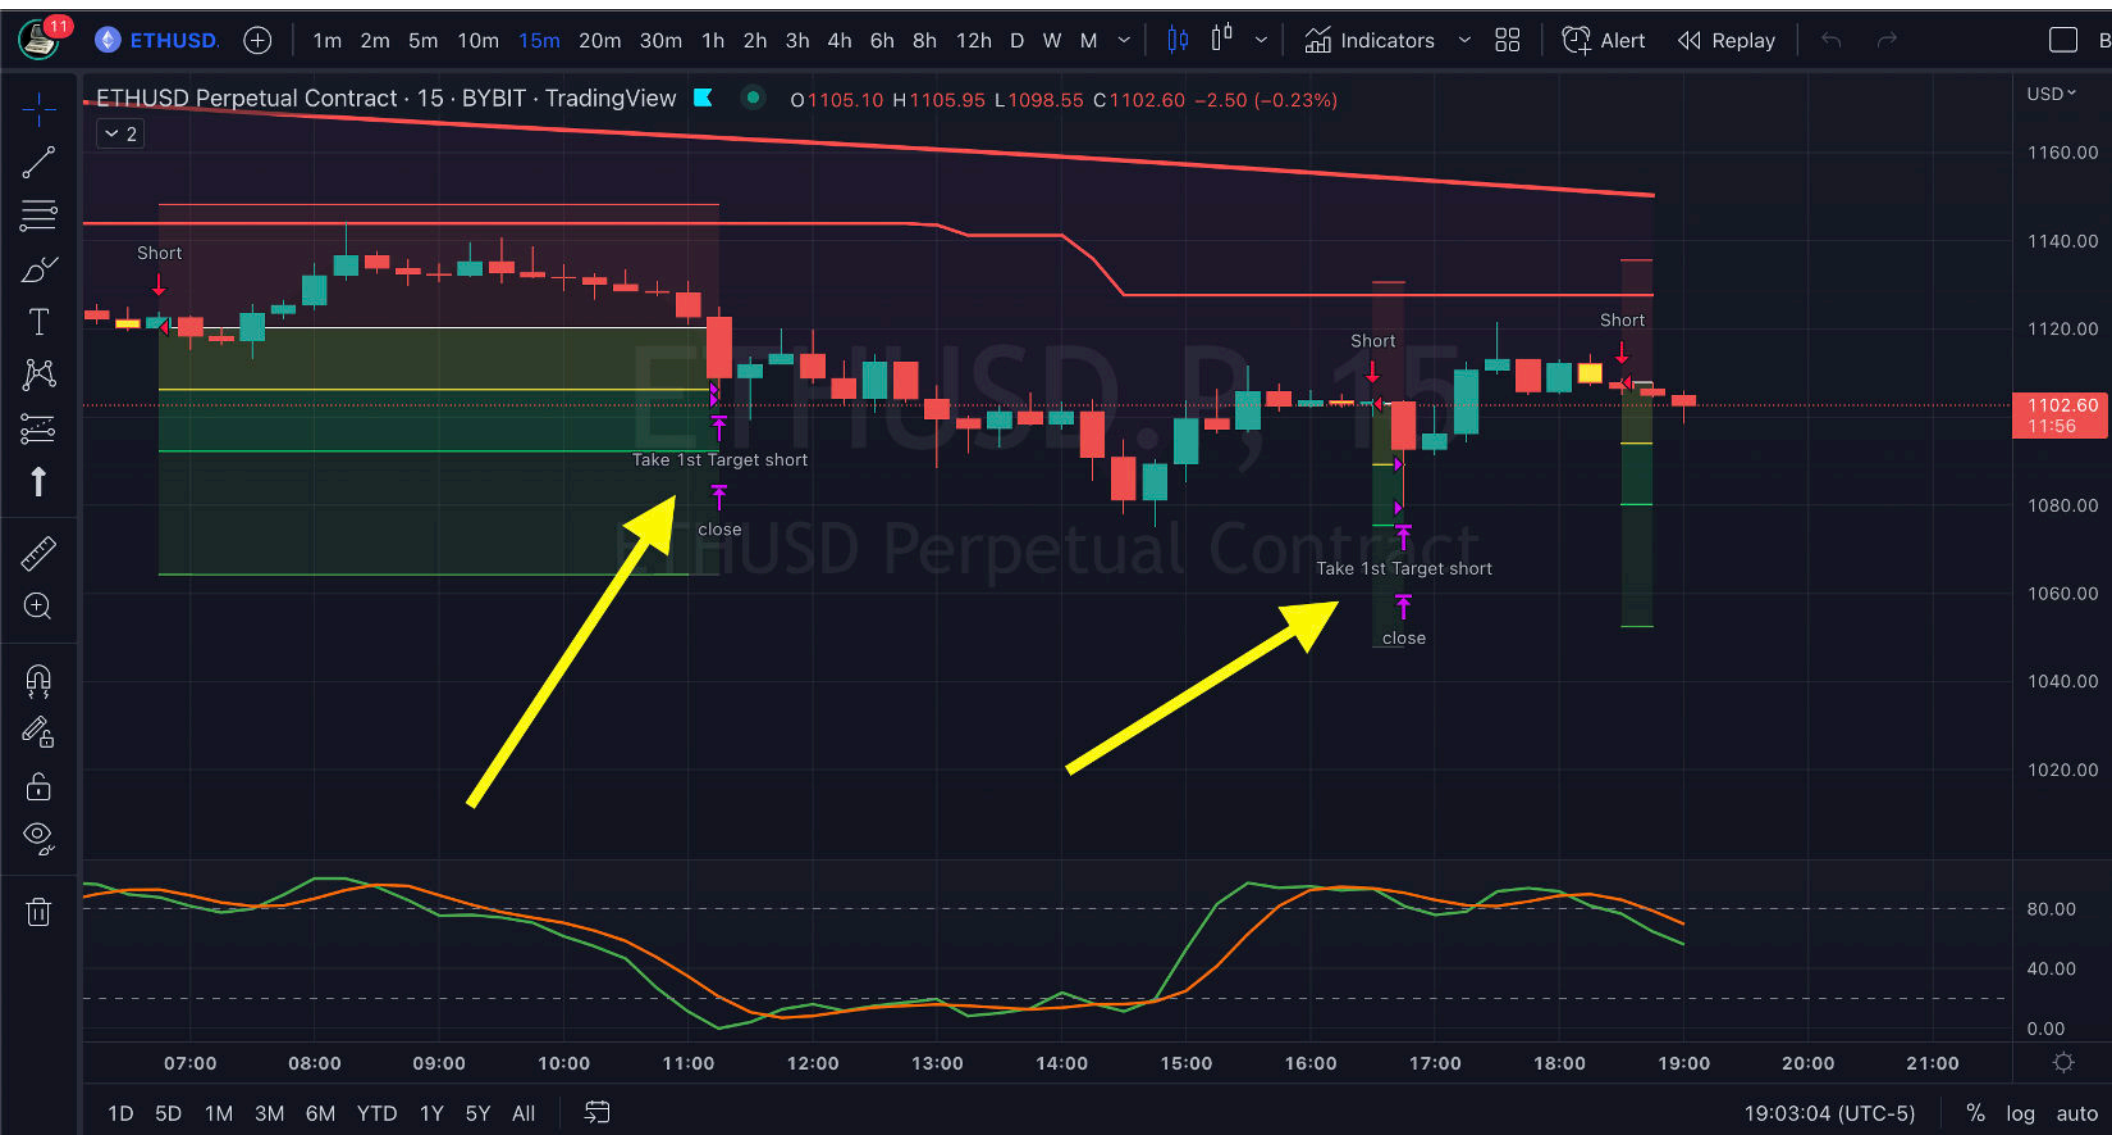 11
ETHUSD. 1m 2m 5m 10m 15m 20m 30m 1h 2h 3h 4h 6h 8h 12h D W M Indicators Alert Replay B
ETHUSD Perpetual Contract · 15 · BYBIT · TradingView O1105.10 H1105.95 L1098.55 C1102.60 −2.50 (−0.23%)
USD
2
1160.00
1140.00
Short
Short
Short
1120.00
ETHUSD.P, 15
1102.60
11:56
Take 1st Target short
close
1080.00
ETHUSD Perpetual Contract
Take 1st Target short
close
1060.00
1040.00
1020.00
80.00
40.00
0.00
07:00 08:00 09:00 10:00 11:00 12:00 13:00 14:00 15:00 16:00 17:00 18:00 19:00 20:00 21:00
1D 5D 1M 3M 6M YTD 1Y 5Y All 19:03:04 (UTC-5) % log auto